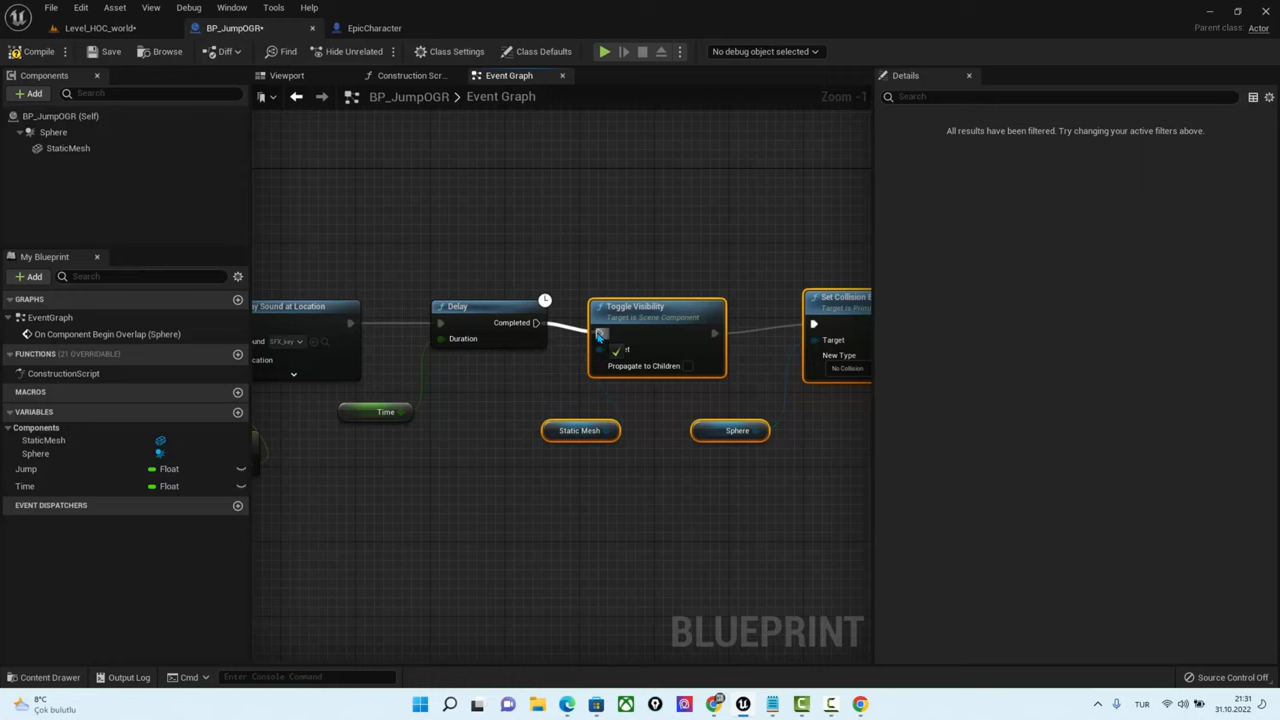 File Edit Asset View Debug Window Tools Help
Level_HOC_world•
BP_JumpOGR•
EpicCharacter
Parent class: Actor
Compile
Save
Browse
Diff
Find
Hide Unrelated
Class Settings
Class Defaults
No debug object selected
Components
Add
Search
BP_JumpOGR (Self)
Sphere
StaticMesh
My Blueprint
Add
Search
GRAPHS
EventGraph
On Component Begin Overlap (Sphere)
FUNCTIONS (21 OVERRIDABLE)
ConstructionScript
MACROS
VARIABLES
Components
StaticMesh
Sphere
Jump Float
Time Float
EVENT DISPATCHERS
Viewport
Construction Scr...
Event Graph
BP_JumpOGR > Event Graph
Zoom -1
Sound at Location
SFX_kay
Delay
Completed
Duration
Time
Toggle Visibility
Target is Scene Component
Propagate to Children
Static Mesh
Sphere
Set Collision
Target is
Target
New Type
No Collision
BLUEPRINT
Details
Search
All results have been filtered. Try changing your active filters above.
Content Drawer
Output Log
Cmd
Enter Console Command
Source Control Off
8°C
Çok bulutlu
TUR
21:31
31.10.2022